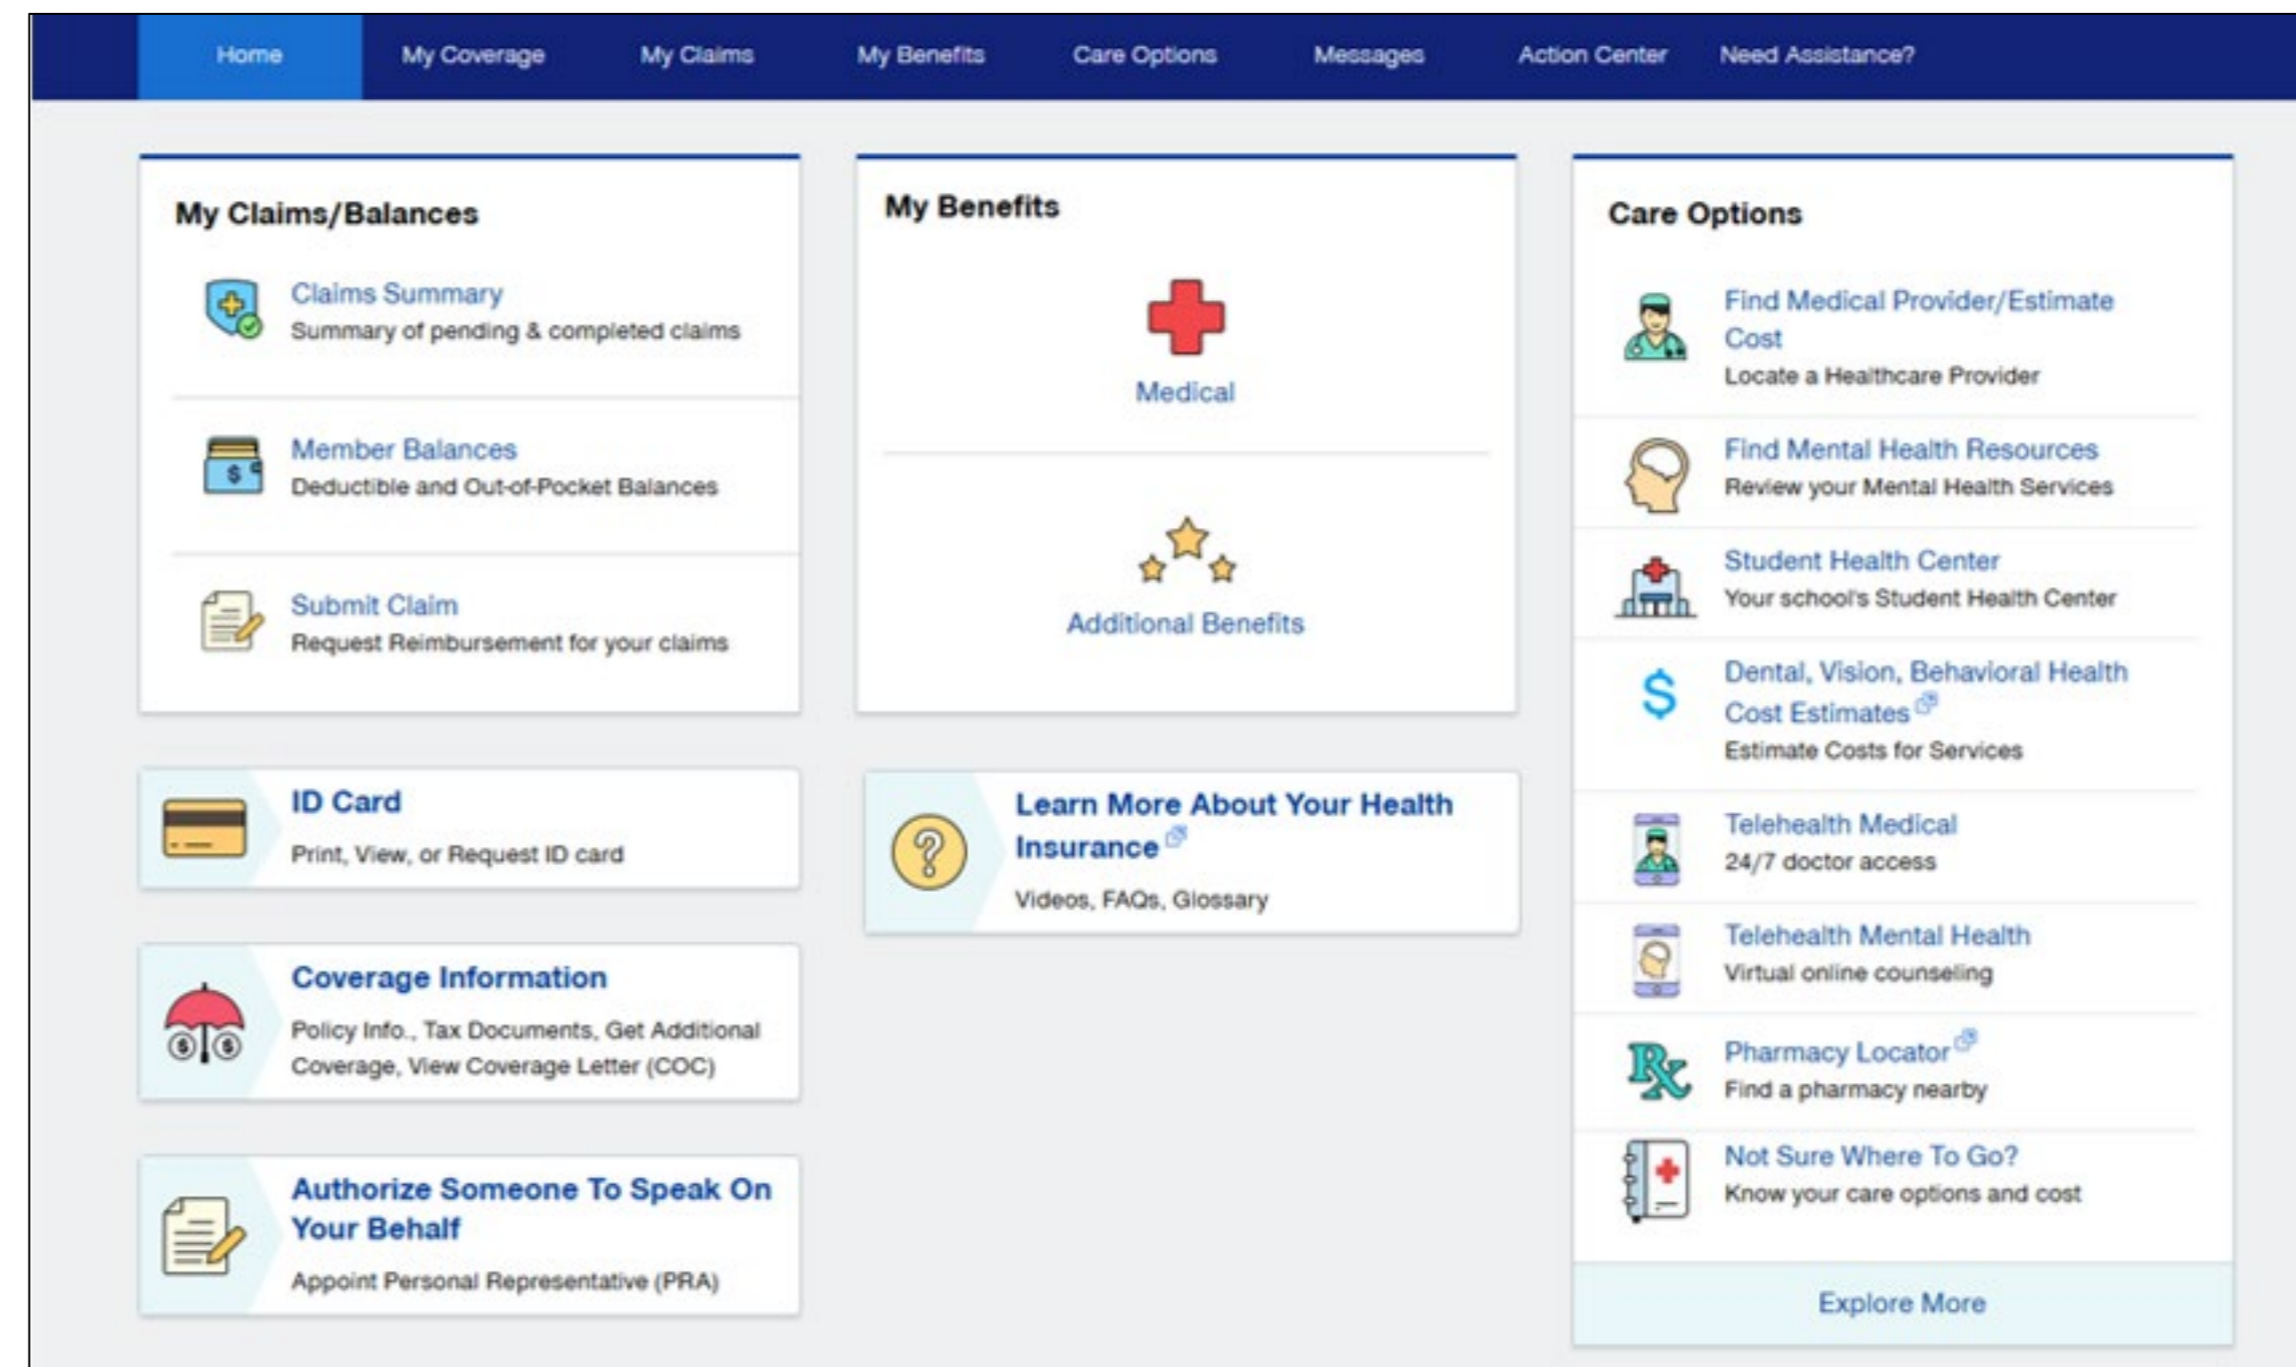 Home My Coverage My Claims My Benefits Care Options Messages Action Center Need Assistance?
My Claims/Balances
Claims Summary
Summary of pending & completed claims
Member Balances
$
Deductible and Out-of-Pocket Balances
Submit Claim
Request Reimbursement for your claims
My Benefits
Medical
Additional Benefits
Care Options
Find Medical Provider/Estimate
Cost
Locate a Healthcare Provider
Find Mental Health Resources
Review your Mental Health Services
Student Health Center
Your school's Student Health Center
$
Dental, Vision, Behavioral Health
Cost Estimates
Estimate Costs for Services
Telehealth Medical
24/7 doctor access
Telehealth Mental Health
Virtual online counseling
Rx
Pharmacy Locator
Find a pharmacy nearby
Not Sure Where To Go?
Know your care options and cost
Explore More
ID Card
Print, View, or Request ID card
?
Learn More About Your Health
Insurance
Videos, FAQs, Glossary
Coverage Information
$ $
Policy Info., Tax Documents, Get Additional
Coverage, View Coverage Letter (COC)
Authorize Someone To Speak On
Your Behalf
Appoint Personal Representative (PRA)